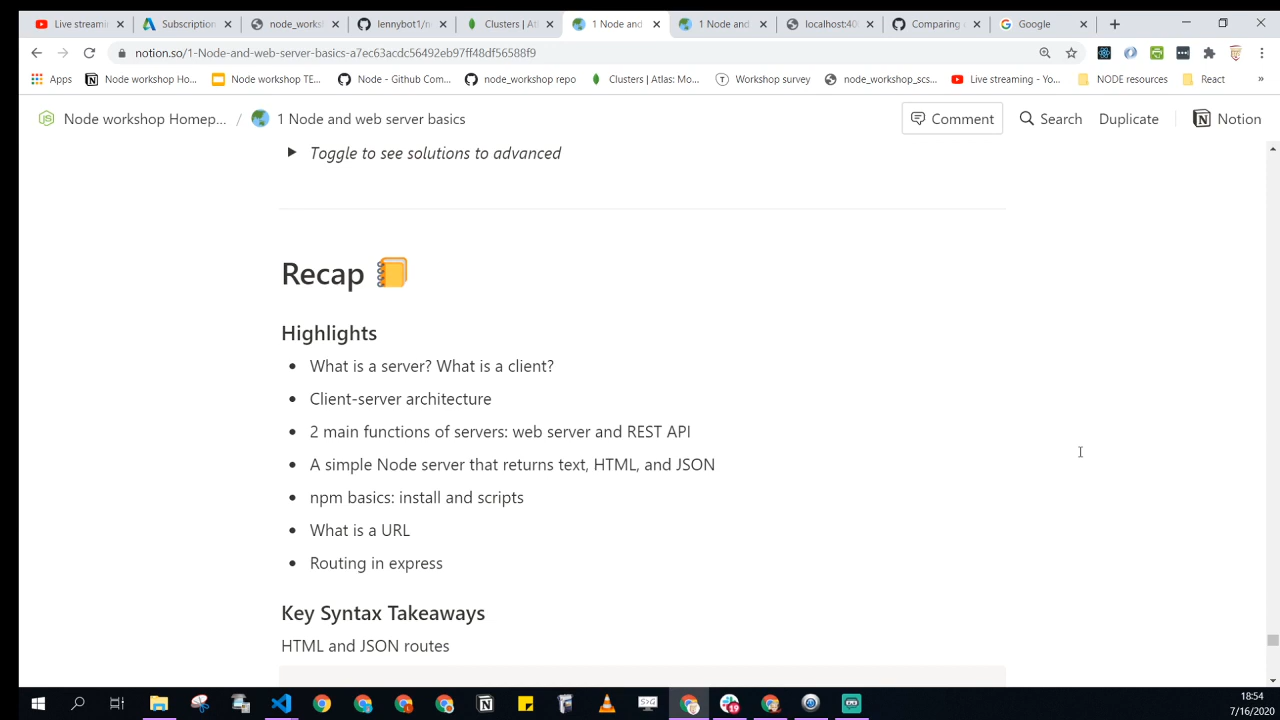 Live streamin
Subscription
node_works
lennybot1/n
Clusters | Atl
1 Node and
1 Node and
localhost:40
Comparing
Google
notion.so/1-Node-and-web-server-basics-a7ec63acdc56492eb97ff48df56588f9
Apps
Node workshop Ho...
Node workshop TE...
Node - Github Com...
node_workshop repo
Clusters | Atlas: Mo...
Workshop survey
node_workshop_scs...
Live streaming - Yo...
NODE resources
React
»
Node workshop Homep... / 1 Node and web server basics
Comment
Search
Duplicate
Notion
Toggle to see solutions to advanced
Recap
Highlights
What is a server? What is a client?
Client-server architecture
2 main functions of servers: web server and REST API
A simple Node server that returns text, HTML, and JSON
npm basics: install and scripts
What is a URL
Routing in express
Key Syntax Takeaways
HTML and JSON routes
18:54
7/16/2020